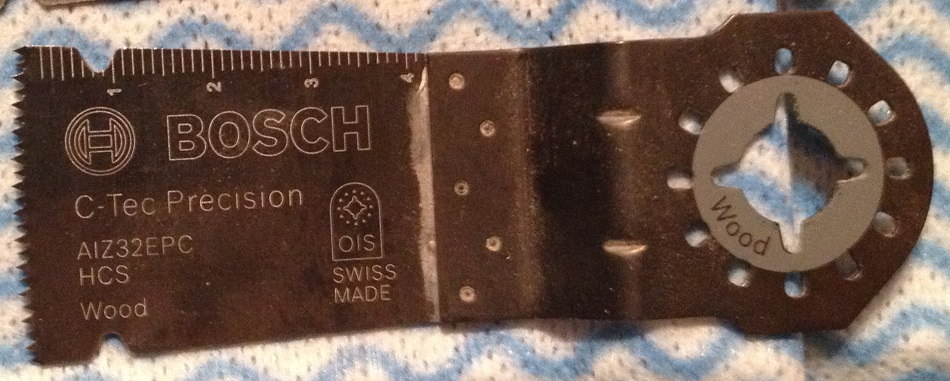 1 2 3 4
BOSCH
C-Tec Precision
AIZ32EPC
HCS
Wood
OIS
SWISS
MADE
Wood